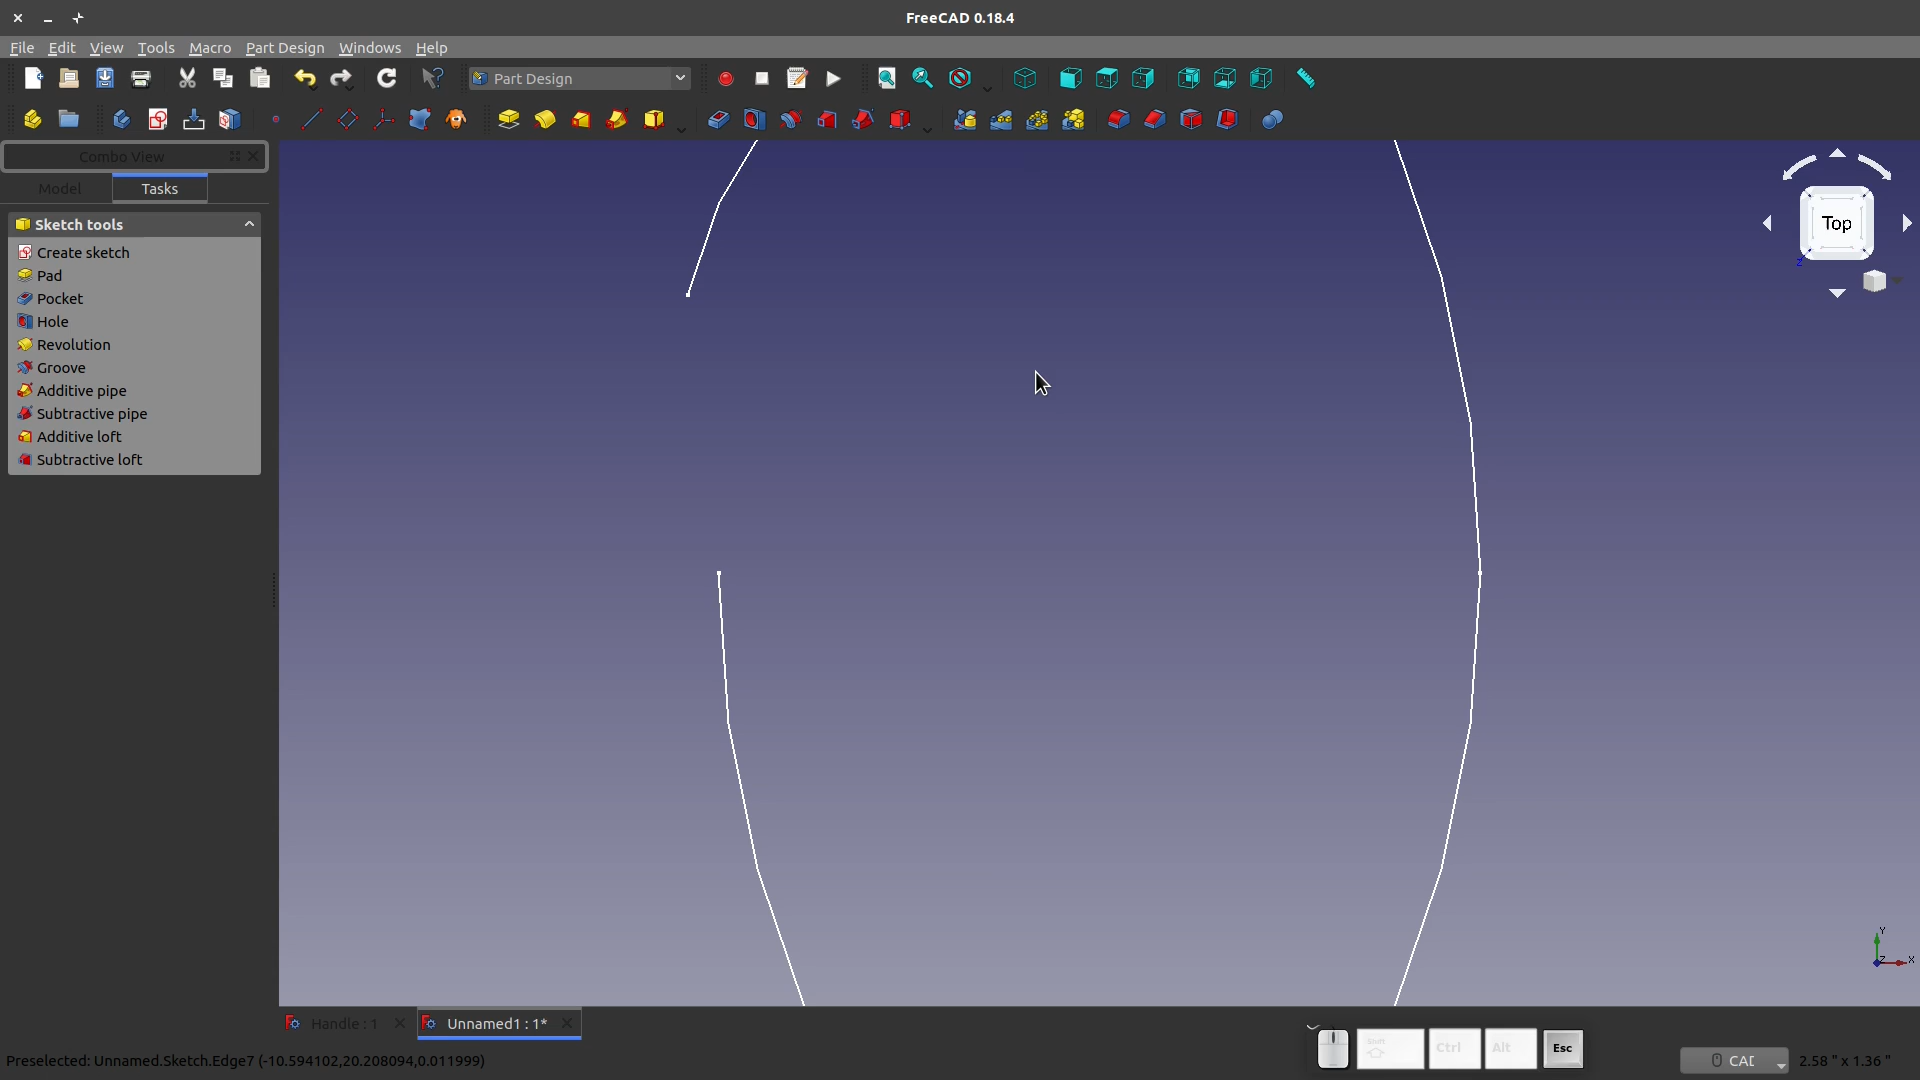 FreeCAD 0.18.4
File Edit View Tools Macro Part Design Windows Help
Part Design
Combo View
Model Tasks
Top
Sketch tools
Create sketch
Pad
Pocket
Hole
Revolution
Groove
Additive pipe
Subtractive pipe
Additive loft
Subtractive loft
Z
Y
Z X
Handle : 1 Unnamed1 : 1*
Shift Ctrl Alt Esc
Preselected: Unnamed.Sketch.Edge7 (-10.594102,20.208094,0.011999) CAD 2.58 " x 1.36 "